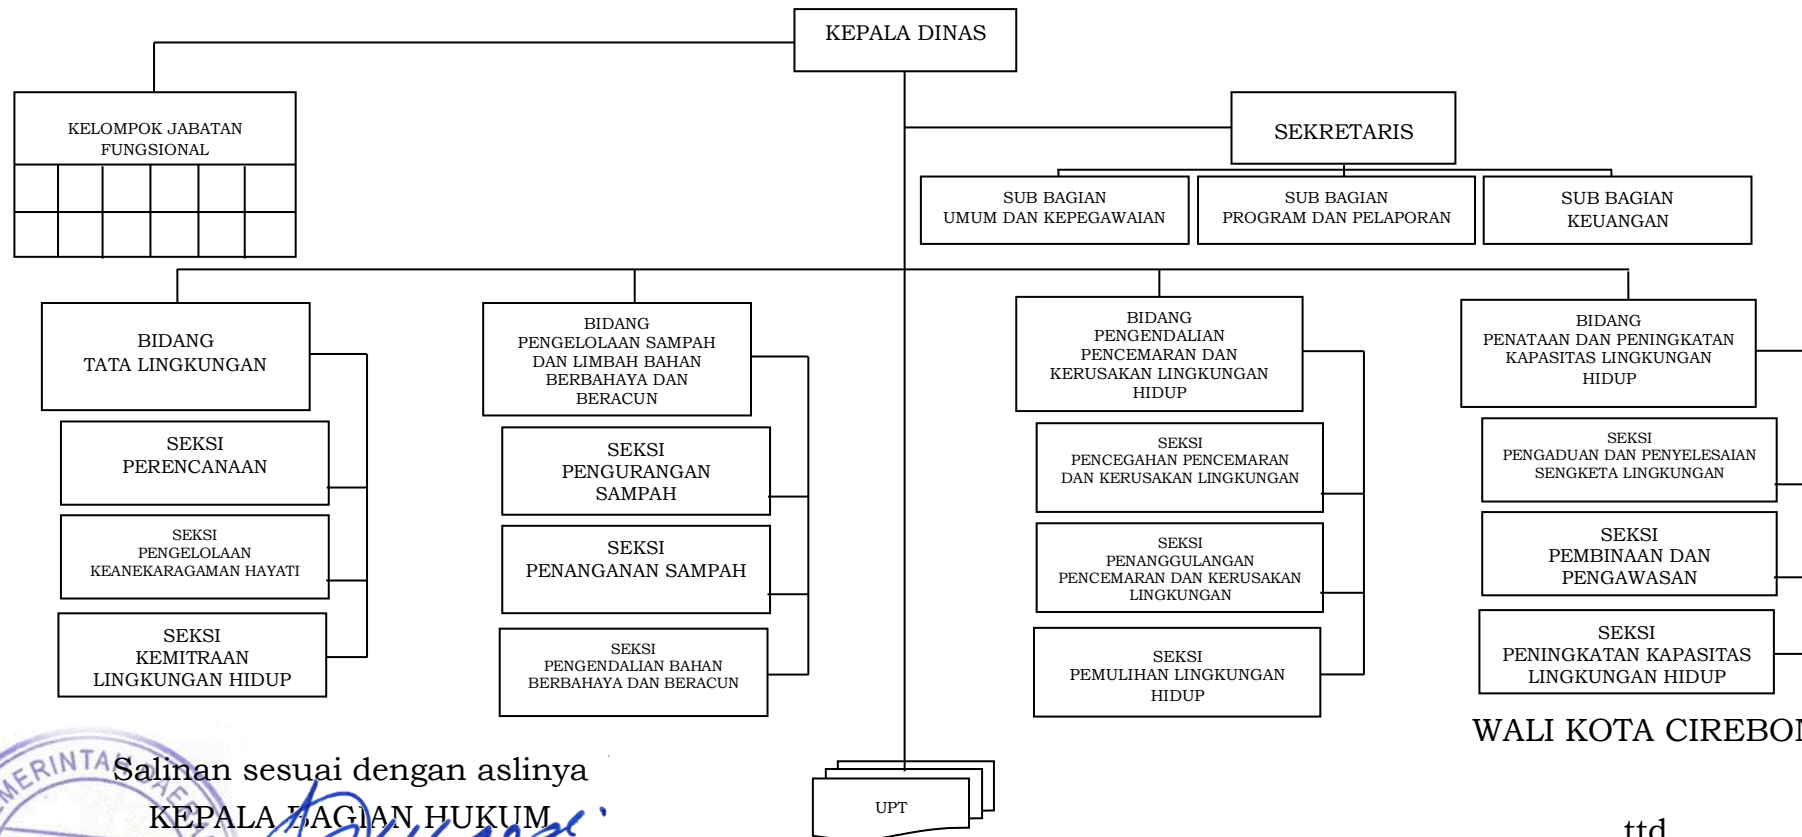 KEPALA DINAS
KELOMPOK JABATAN
FUNGSIONAL
SEKRETARIS
SUB BAGIAN
UMUM DAN KEPEGAWAIAN
SUB BAGIAN
PROGRAM DAN PELAPORAN
SUB BAGIAN
KEUANGAN
BIDANG
TATA LINGKUNGAN
SEKSI
PERENCANAAN
SEKSI
PENGELOLAAN
KEANEKARAGAMAN HAYATI
SEKSI
KEMITRAAN
LINGKUNGAN HIDUP
BIDANG
PENGELOLAAN SAMPAH
DAN LIMBAH BAHAN
BERBAHAYA DAN
BERACUN
SEKSI
PENGURANGAN
SAMPAH
SEKSI
PENANGANAN SAMPAH
SEKSI
PENGENDALIAN BAHAN
BERBAHAYA DAN BERACUN
BIDANG
PENGENDALIAN
PENCEMARAN DAN
KERUSAKAN LINGKUNGAN
HIDUP
SEKSI
PENCEGAHAN PENCEMARAN
DAN KERUSAKAN LINGKUNGAN
SEKSI
PENANGGULANGAN
PENCEMARAN DAN KERUSAKAN
LINGKUNGAN
SEKSI
PEMULIHAN LINGKUNGAN
HIDUP
BIDANG
PENATAAN DAN PENINGKATAN
KAPASITAS LINGKUNGAN
HIDUP
SEKSI
PENGADUAN DAN PENYELESAIAN
SENGKETA LINGKUNGAN
SEKSI
PEMBINAAN DAN
PENGAWASAN
SEKSI
PENINGKATAN KAPASITAS
LINGKUNGAN HIDUP
UPT
WALI KOTA CIREBON
ttd
Salinan sesuai dengan aslinya
KEPALA BAGIAN HUKUM